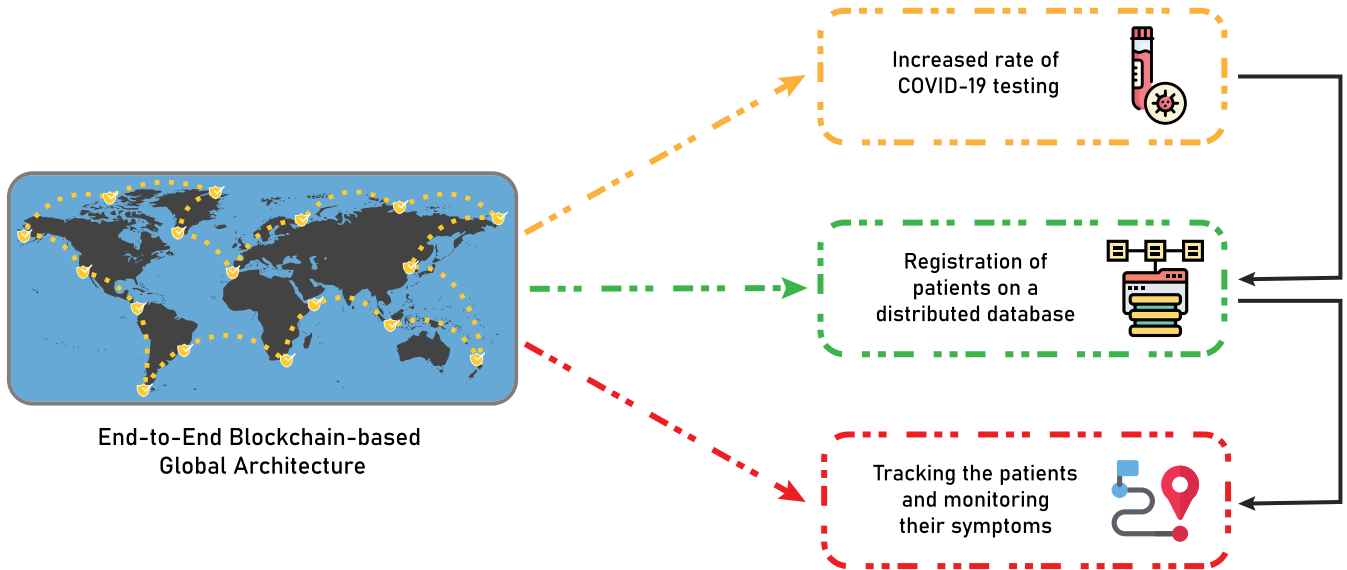 Increased rate of
COVID-19 testing
Registration of
patients on a
distributed database
End-to-End Blockchain-based
Global Architecture
Tracking the patients
and monitoring
their symptoms